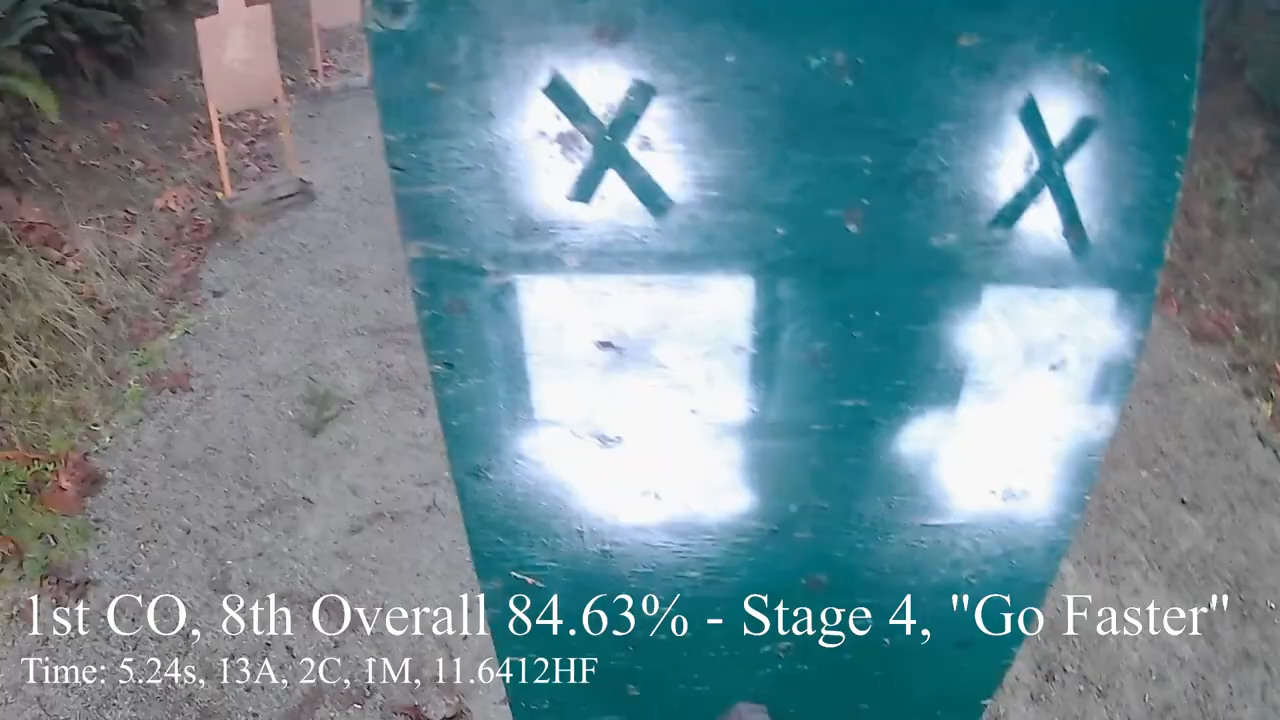 X X
1st CO, 8th Overall 84.63% - Stage 4, "Go Faster"
Time: 5.24s, 13A, 2C, 1M, 11.6412HF